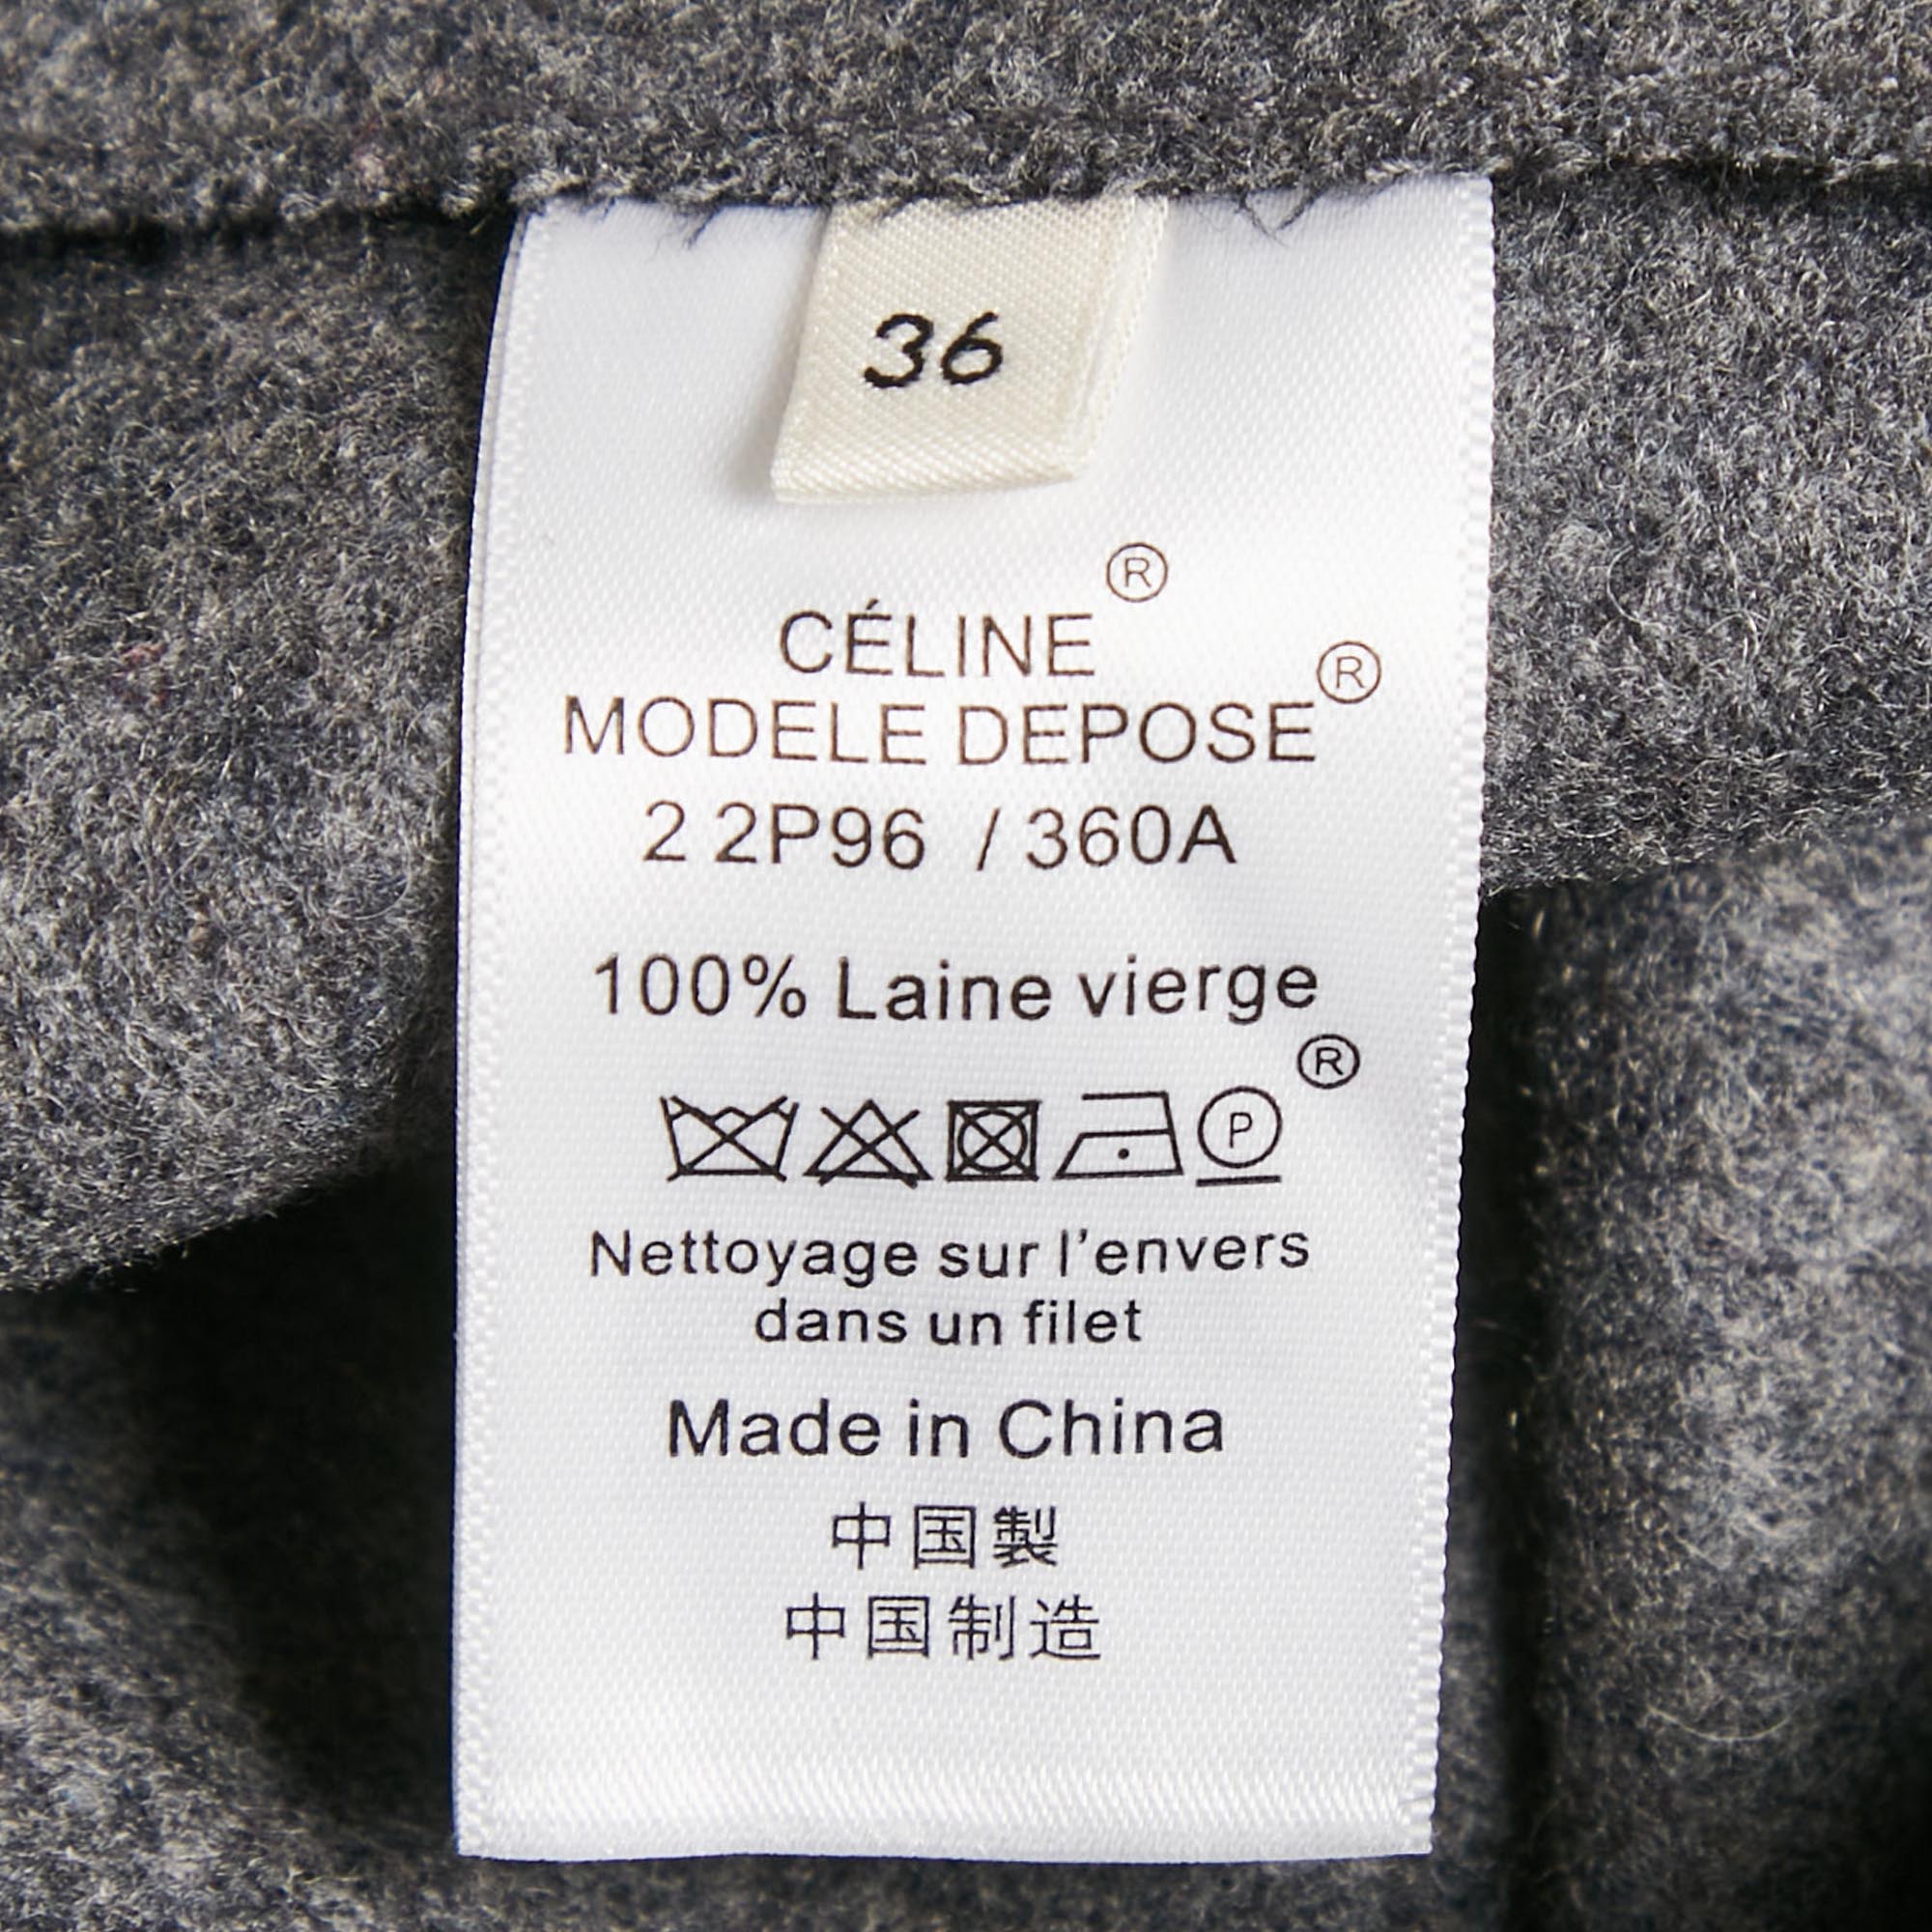 36
CÉLINE®
MODELE DEPOSE®
2 2P96 / 360A
100% Laine vierge
®
P
Nettoyage sur l'envers
dans un filet
Made in China
中国製
中国制造